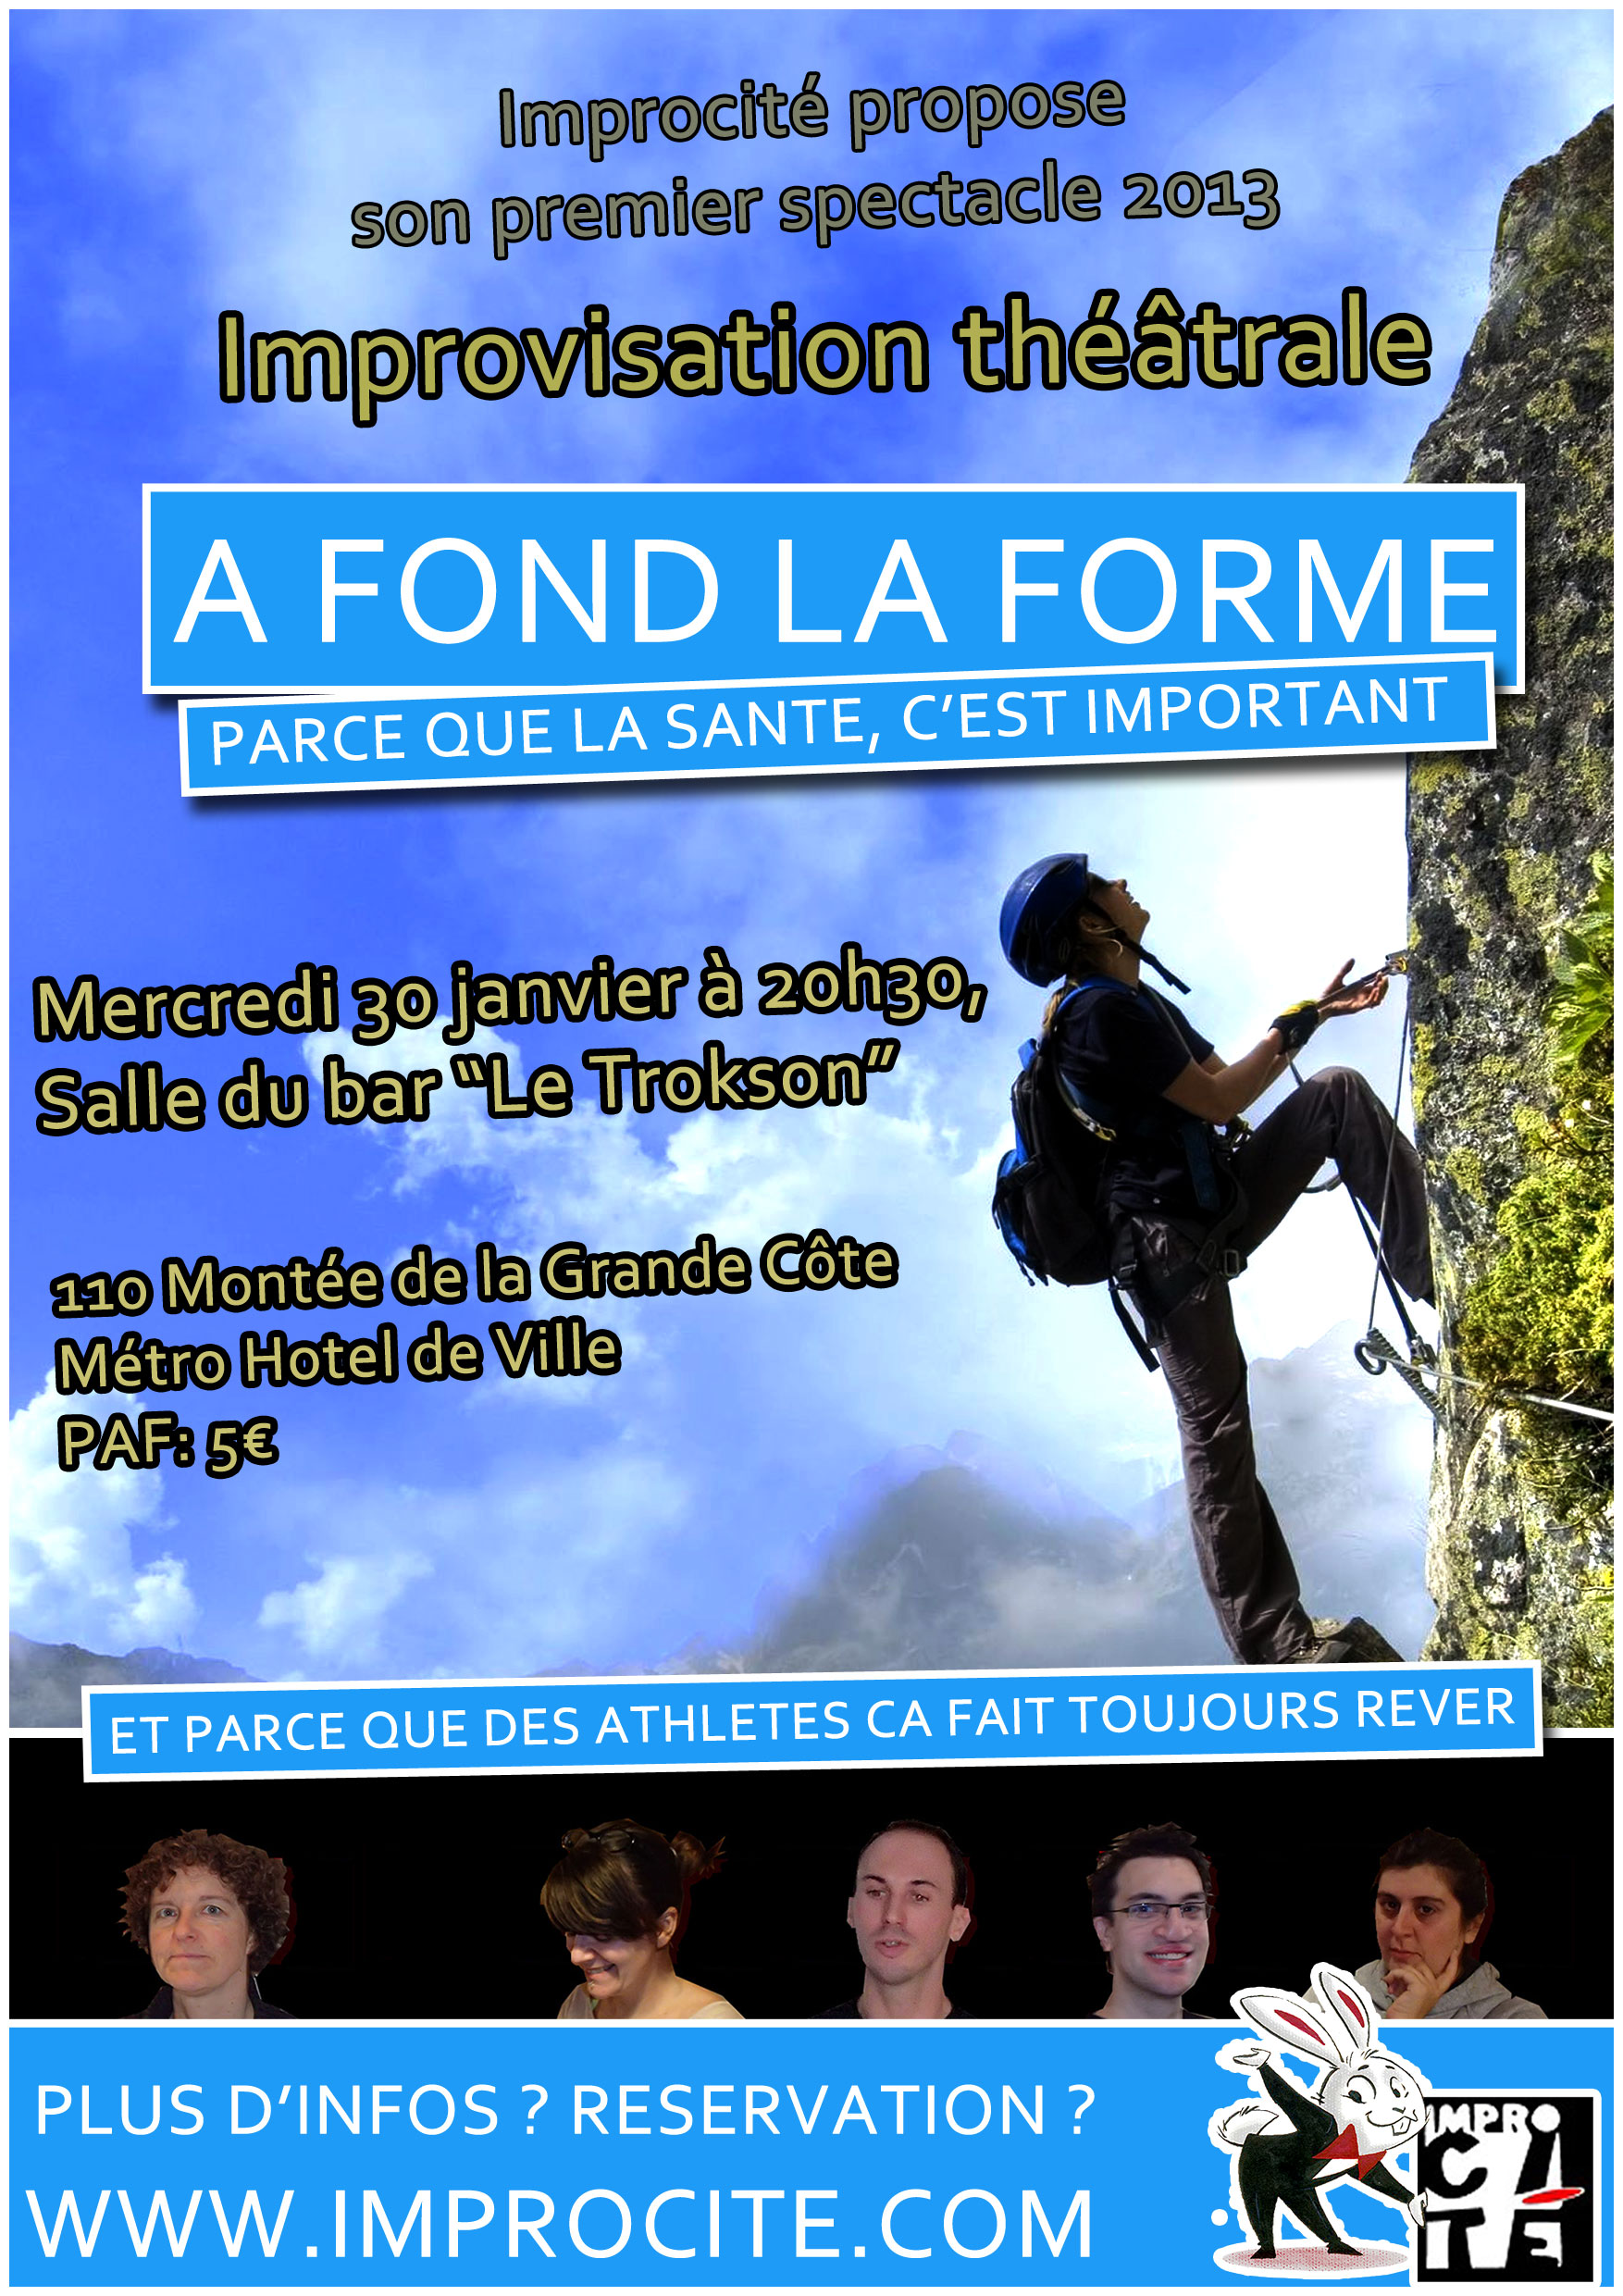 Improcité propose
son premier spectacle 2013
Improvisation théâtrale
A FOND LA FORME
PARCE QUE LA SANTE, C'EST IMPORTANT
Mercredi 30 janvier à 20h30,
Salle du bar “Le Trokson”
110 Montée de la Grande Côte
Métro Hotel de Ville
PAF: 5€
ET PARCE QUE DES ATHLETES CA FAIT TOUJOURS REVER
PLUS D'INFOS ? RESERVATION ?
WWW.IMPROCITE.COM
IMPRO
CI
TE